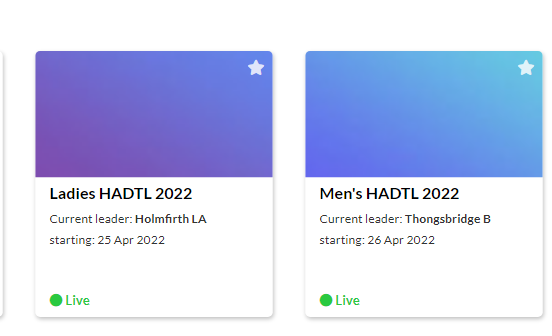 Ladies HADTL 2022
Current leader: Holmfirth LA
starting: 25 Apr 2022
Live
Men's HADTL 2022
Current leader: Thongsbridge B
starting: 26 Apr 2022
Live